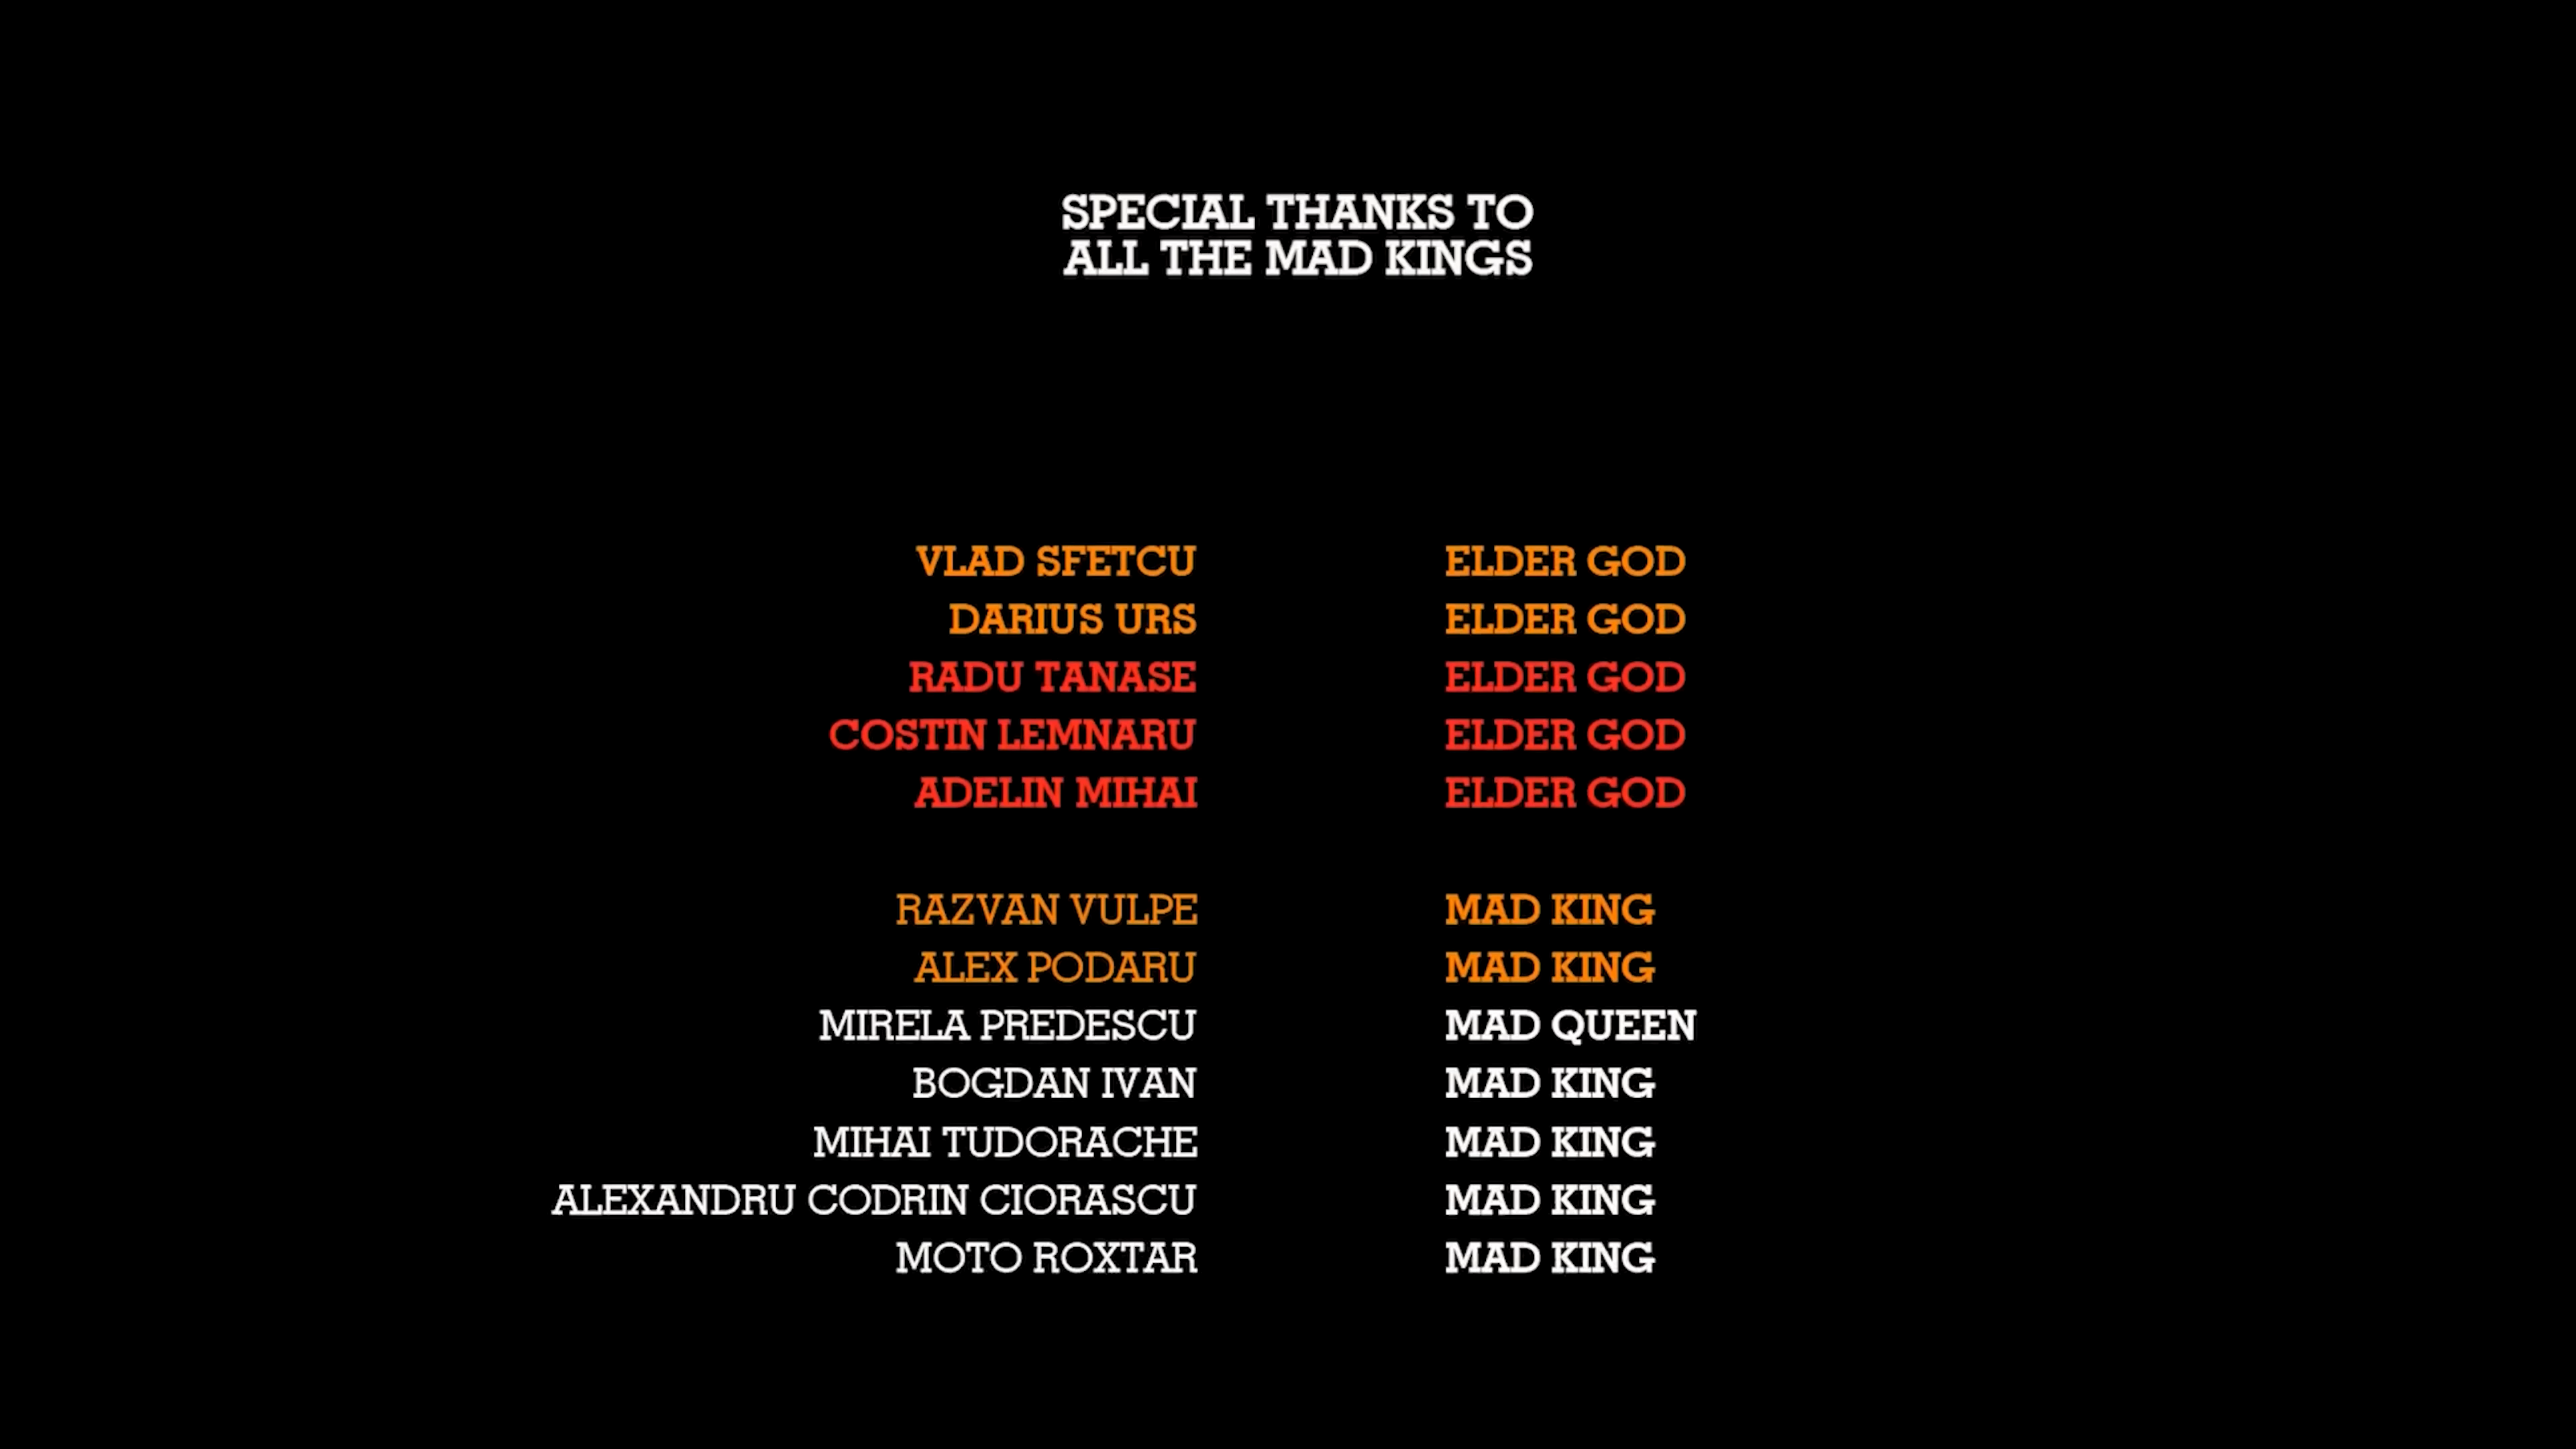 SPECIAL THANKS TO
ALL THE MAD KINGS
VLAD SFETCU ELDER GOD
DARIUS URS ELDER GOD
RADU TANASE ELDER GOD
COSTIN LEMNARU ELDER GOD
ADELIN MIHAI ELDER GOD
RAZVAN VULPE MAD KING
ALEX PODARU MAD KING
MIRELA PREDESCU MAD QUEEN
BOGDAN IVAN MAD KING
MIHAI TUDORACHE MAD KING
ALEXANDRU CODRIN CIORASCU MAD KING
MOTO ROXTAR MAD KING